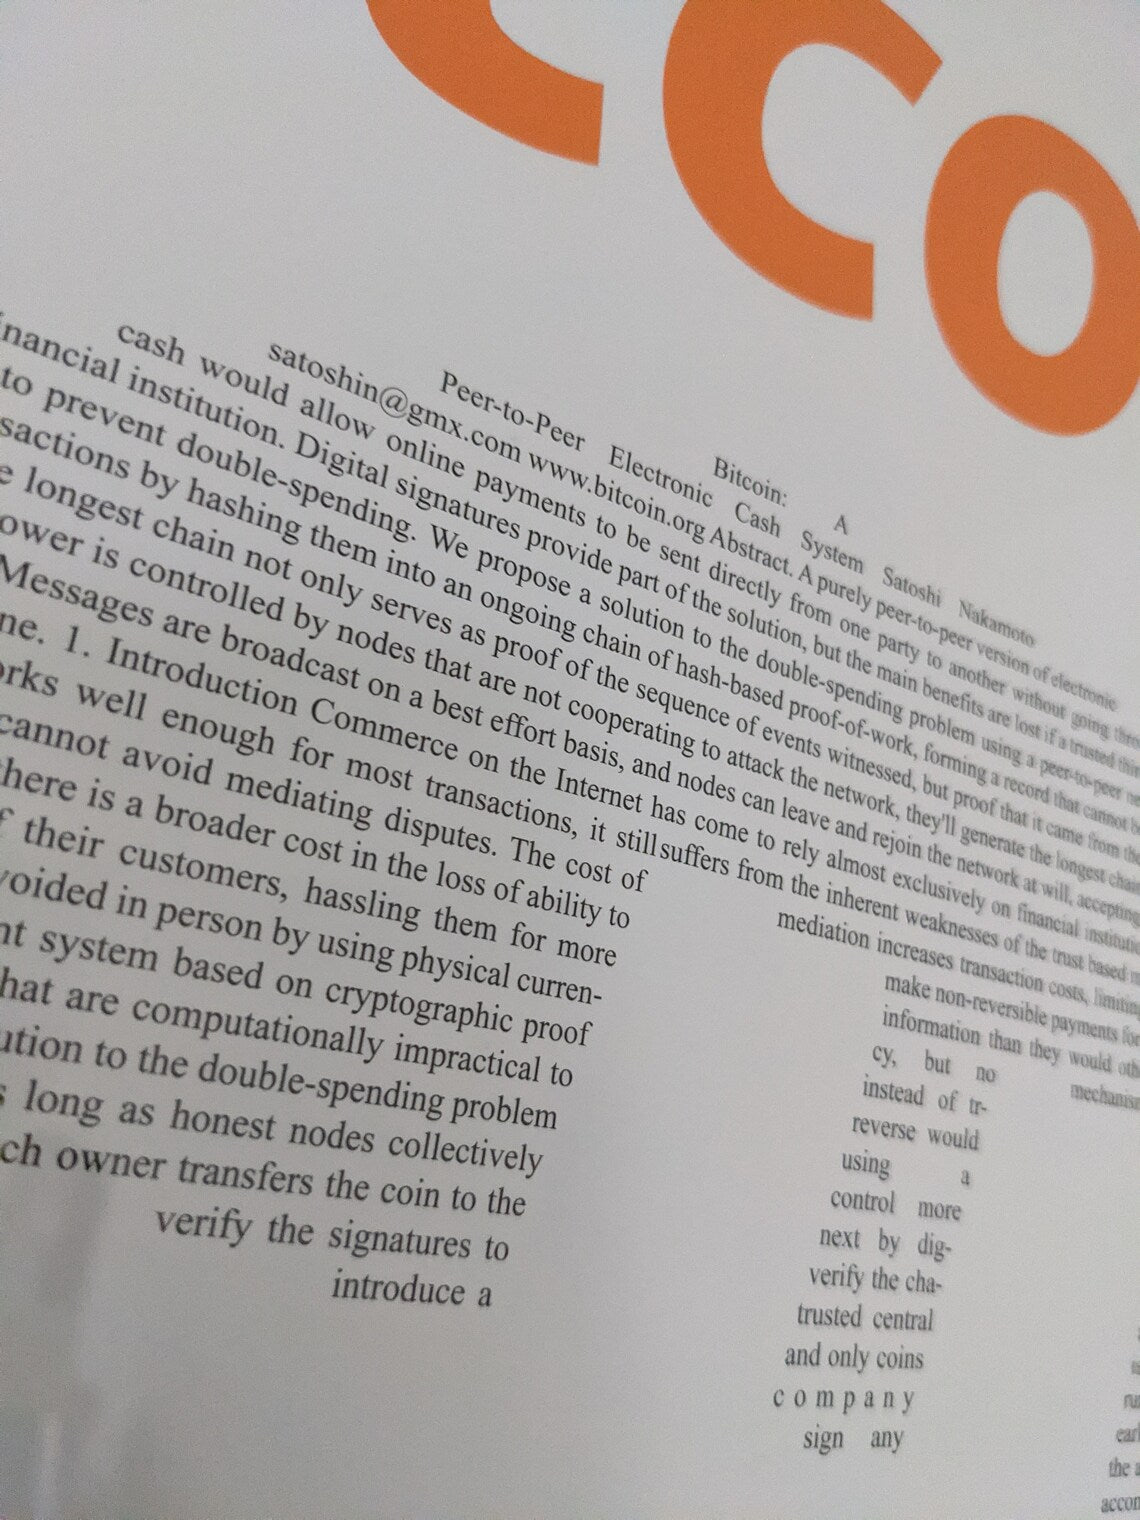 CO
Bitcoin: A
Peer-to-Peer Electronic Cash System Satoshi Nakamoto
satoshin@gmx.com www.bitcoin.org Abstract. A purely peer-to-peer version of electronic
cash would allow online payments to be sent directly from one party to another without going thro
inancial institution. Digital signatures provide part of the solution, but the main benefits are lost if a trusted thir
to prevent double-spending. We propose a solution to the double-spending problem using a peer-to-peer ne
sactions by hashing them into an ongoing chain of hash-based proof-of-work, forming a record that cannot b
e longest chain not only serves as proof of the sequence of events witnessed, but proof that it came from the
ower is controlled by nodes that are not cooperating to attack the network, they'll generate the longest chain
Messages are broadcast on a best effort basis, and nodes can leave and rejoin the network at will, accepting
ne. 1. Introduction Commerce on the Internet has come to rely almost exclusively on financial institutio
orks well enough for most transactions, it still suffers from the inherent weaknesses of the trust based m
cannot avoid mediating disputes. The cost of mediation increases transaction costs, limiting
there is a broader cost in the loss of ability to make non-reversible payments for
f their customers, hassling them for more information than they would oth
voided in person by using physical curren- cy, but no mechanism
nt system based on cryptographic proof instead of tr-
hat are computationally impractical to reverse would
ution to the double-spending problem using a
s long as honest nodes collectively control more
ch owner transfers the coin to the next by dig-
verify the signatures to verify the cha-
introduce a trusted central
and only coins
company
sign any